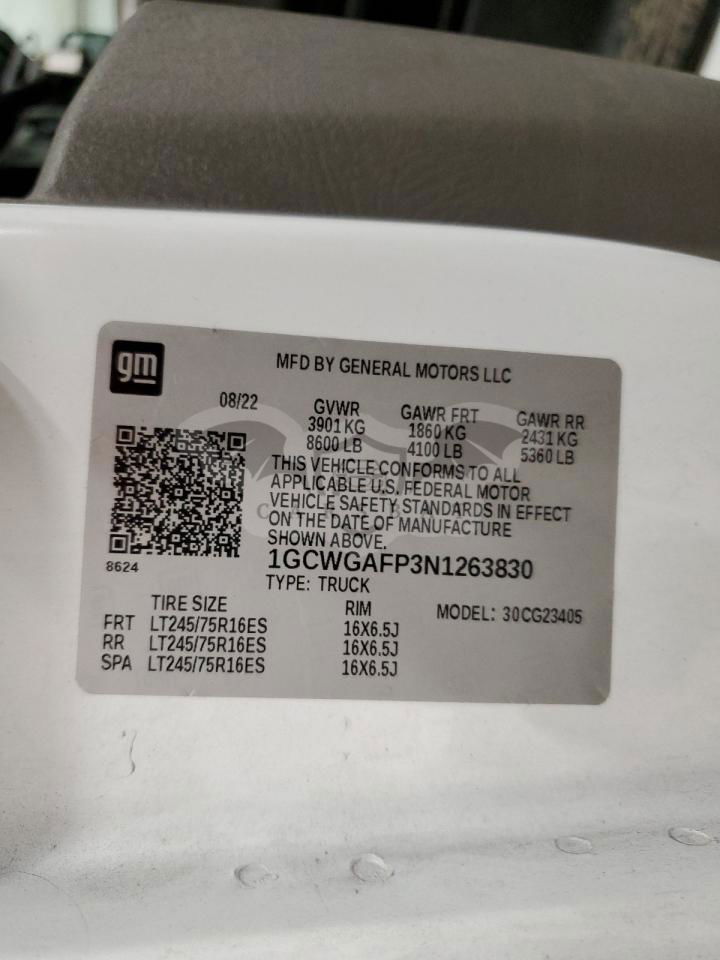 gm
MFD BY GENERAL MOTORS LLC
08/22
GVWR GAWR FRT GAWR RR
3901 KG 1860 KG 2431 KG
8600 LB 4100 LB 5360 LB
THIS VEHICLE CONFORMS TO ALL
APPLICABLE U.S. FEDERAL MOTOR
VEHICLE SAFETY STANDARDS IN EFFECT
ON THE DATE OF MANUFACTURE
SHOWN ABOVE.
8624
1GCWGAFP3N1263830
TYPE: TRUCK
TIRE SIZE RIM MODEL: 30CG23405
FRT LT245/75R16ES 16X6.5J
RR LT245/75R16ES 16X6.5J
SPA LT245/75R16ES 16X6.5J